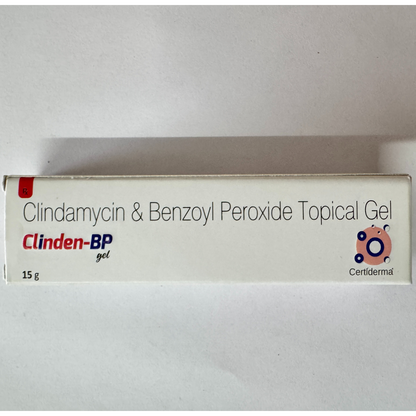 Clindamycin & Benzoyl Peroxide Topical Gel
Clinden-BP
gel
15 g
Certiderma